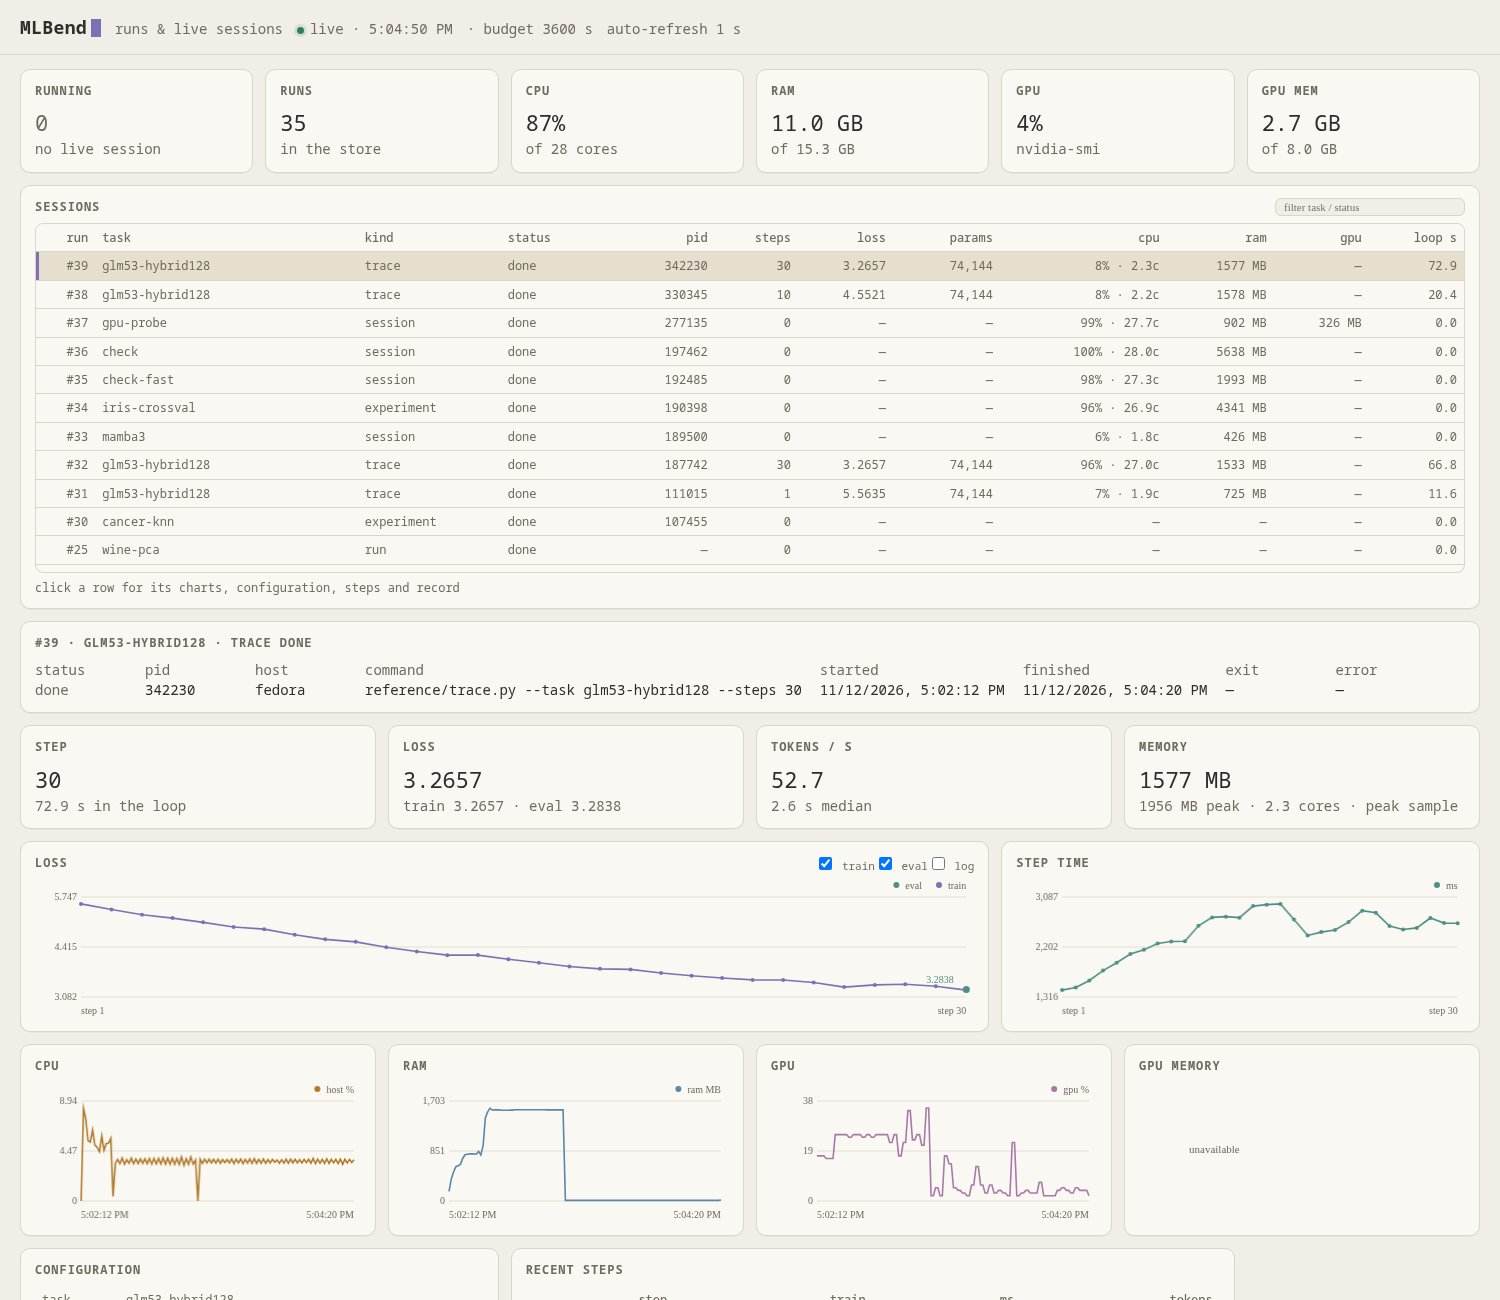 MLBend runs & live sessions live · 5:04:50 PM · budget 3600 s auto-refresh 1 s
RUNNING
0
no live session
RUNS
35
in the store
CPU
87%
of 28 cores
RAM
11.0 GB
of 15.3 GB
GPU
4%
nvidia-smi
GPU MEM
2.7 GB
of 8.0 GB
SESSIONS
filter task / status
run task kind status pid steps loss params cpu ram gpu loop s
#39 glm53-hybrid128 trace done 342230 30 3.2657 74,144 8% · 2.3c 1577 MB — 72.9
#38 glm53-hybrid128 trace done 330345 10 4.5521 74,144 8% · 2.2c 1578 MB — 20.4
#37 gpu-probe session done 277135 0 — — 99% · 27.7c 902 MB 326 MB 0.0
#36 check session done 197462 0 — — 100% · 28.0c 5638 MB — 0.0
#35 check-fast session done 192485 0 — — 98% · 27.3c 1993 MB — 0.0
#34 iris-crossval experiment done 190398 0 — — 96% · 26.9c 4341 MB — 0.0
#33 mamba3 session done 189500 0 — — 6% · 1.8c 426 MB — 0.0
#32 glm53-hybrid128 trace done 187742 30 3.2657 74,144 96% · 27.0c 1533 MB — 66.8
#31 glm53-hybrid128 trace done 111015 1 5.5635 74,144 7% · 1.9c 725 MB — 11.6
#30 cancer-knn experiment done 107455 0 — — — — — 0.0
#25 wine-pca run done — 0 — — — — — 0.0
click a row for its charts, configuration, steps and record
#39 · GLM53-HYBRID128 · TRACE DONE
status pid host command started finished exit error
done 342230 fedora reference/trace.py --task glm53-hybrid128 --steps 30 11/12/2026, 5:02:12 PM 11/12/2026, 5:04:20 PM — —
STEP
30
72.9 s in the loop
LOSS
3.2657
train 3.2657 · eval 3.2838
TOKENS / S
52.7
2.6 s median
MEMORY
1577 MB
1956 MB peak · 2.3 cores · peak sample
LOSS
train eval log
eval train
5.747
4.415
3.082
3.2838
step 1 step 30
STEP TIME
ms
3,087
2,202
1,316
step 1 step 30
CPU
host %
8.94
4.47
0
5:02:12 PM 5:04:20 PM
RAM
ram MB
1,703
851
0
5:02:12 PM 5:04:20 PM
GPU
gpu %
38
19
0
5:02:12 PM 5:04:20 PM
GPU MEMORY
unavailable
CONFIGURATION
task glm53-hybrid128
RECENT STEPS
step train ms tokens